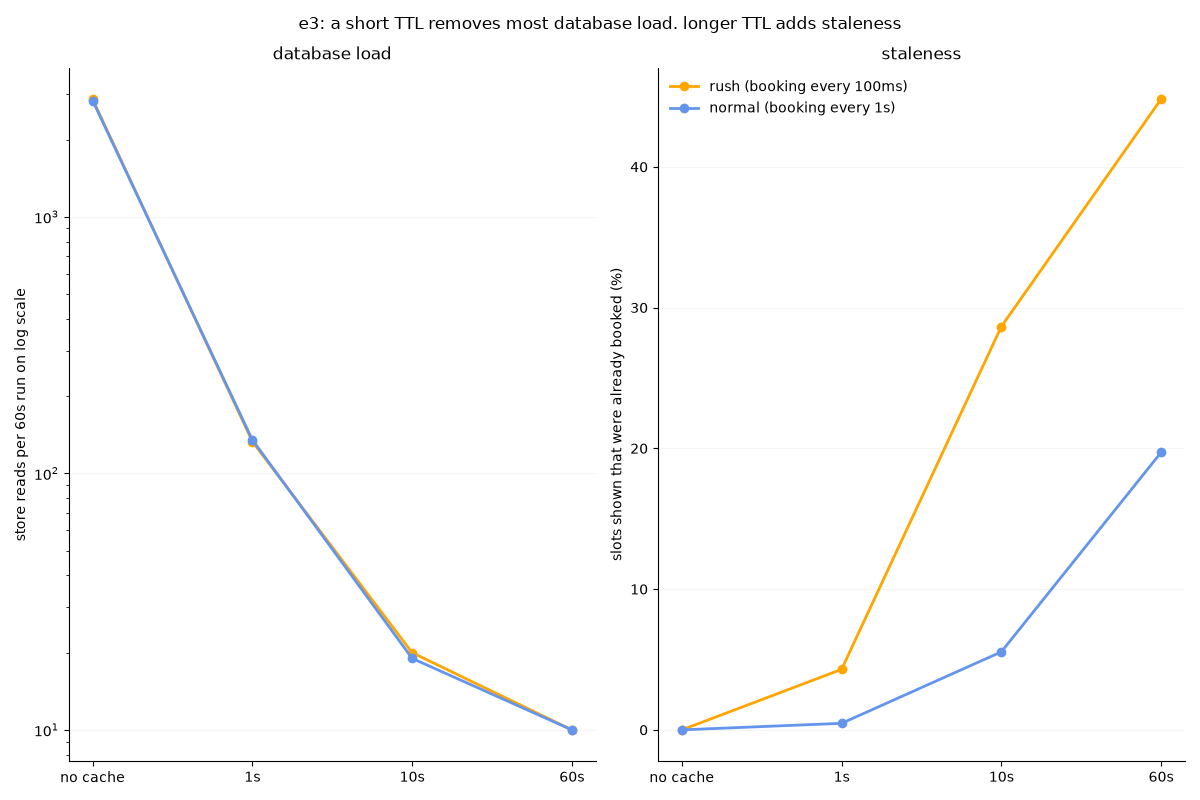 e3: a short TTL removes most database load. longer TTL adds staleness
database load
store reads per 60s run on log scale
10³
10²
10¹
no cache 1s 10s 60s
staleness
rush (booking every 100ms)
normal (booking every 1s)
slots shown that were already booked (%)
40
30
20
10
0
no cache 1s 10s 60s